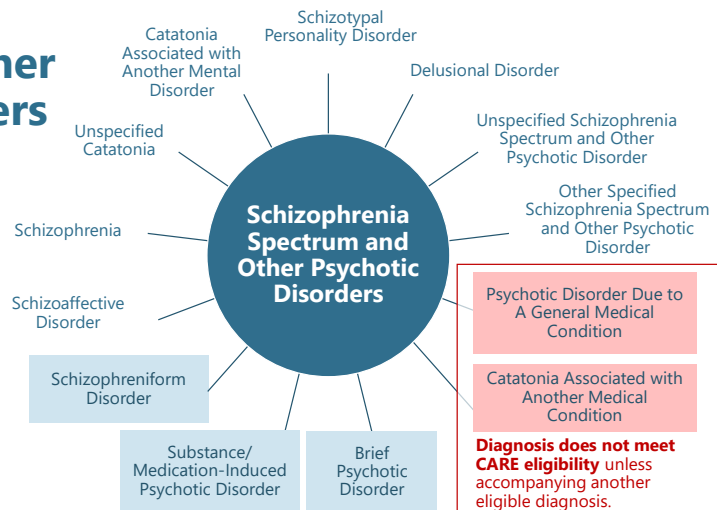 ner
ers
Schizotypal
Personality Disorder
Catatonia
Associated with
Another Mental
Disorder
Delusional Disorder
Unspecified
Catatonia
Unspecified Schizophrenia
Spectrum and Other
Psychotic Disorder
Schizophrenia
Other Specified
Schizophrenia Spectrum
and Other Psychotic
Disorder
Schizophrenia
Spectrum and
Other Psychotic
Disorders
Schizoaffective
Disorder
Psychotic Disorder Due to
A General Medical
Condition
Schizophreniform
Disorder
Catatonia Associated with
Another Medical
Condition
Substance/
Medication-Induced
Psychotic Disorder
Brief
Psychotic
Disorder
Diagnosis does not meet
CARE eligibility unless
accompanying another
eligible diagnosis.